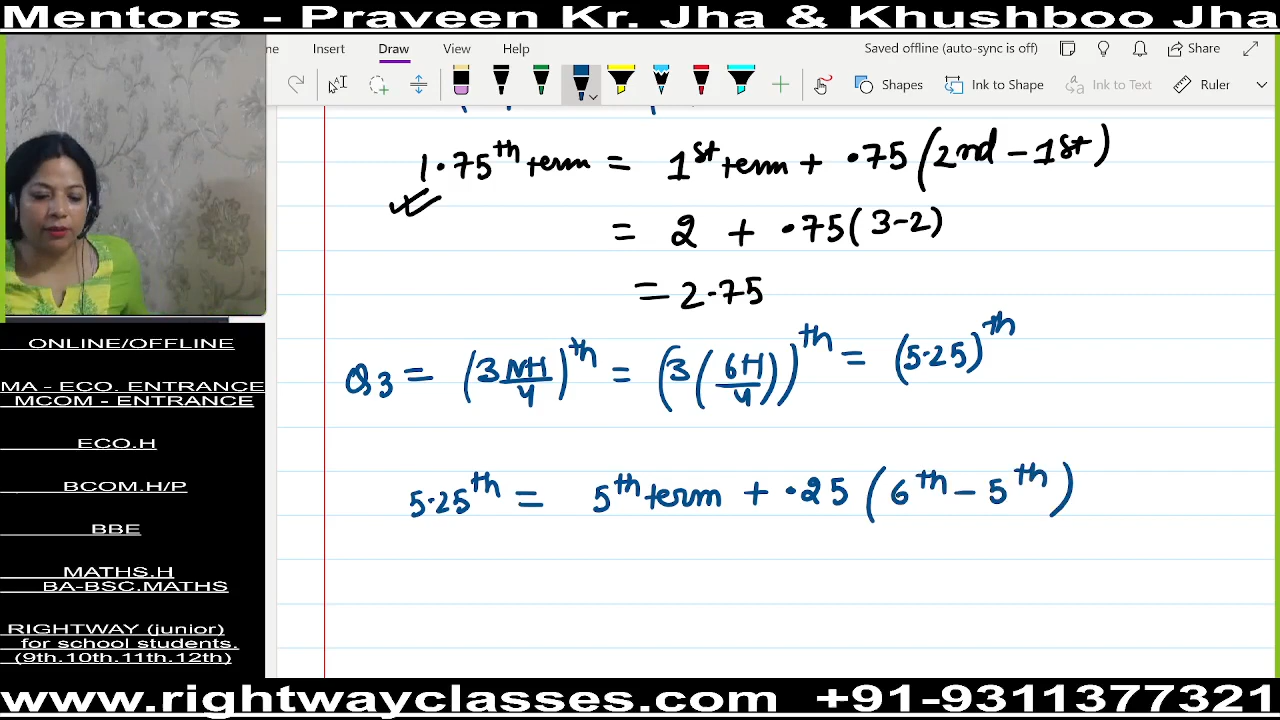 Mentors - Praveen Kr. Jha & Khushboo Jha
me Insert Draw View Help Saved offline (auto-sync is off) Share
Shapes Ink to Shape Ink to Text Ruler
1.75th term = 1st term + .75 (2nd - 1st)
= 2 + .75 (3-2)
= 2.75
Q3 = (3 N+1/4)th = (3 (6+1/4))th = (5.25)th
5.25th = 5th term + .25 (6th - 5th)
ONLINE/OFFLINE
MA - ECO. ENTRANCE
MCOM - ENTRANCE
ECO.H
BCOM.H/P
BBE
MATHS.H
BA-BSC.MATHS
RIGHTWAY (junior)
for school students.
(9th.10th.11th.12th)
www.rightwayclasses.com +91-9311377321